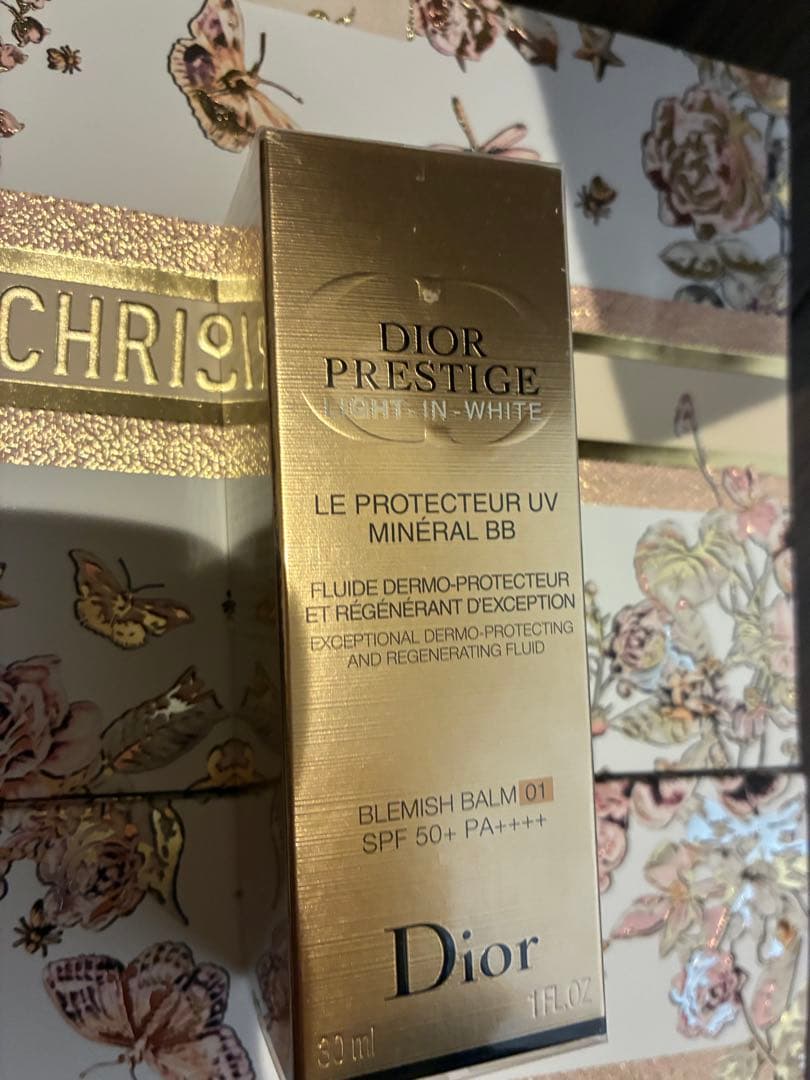 CHRIS
DIOR
PRESTIGE
LIGHT-IN-WHITE
LE PROTECTEUR UV
MINÉRAL BB
FLUIDE DERMO-PROTECTEUR
ET RÉGÉNÉRANT D'EXCEPTION
EXCEPTIONAL DERMO-PROTECTING
AND REGENERATING FLUID
BLEMISH BALM 01
SPF 50+ PA++++
Dior
30 ml 1 FL.OZ